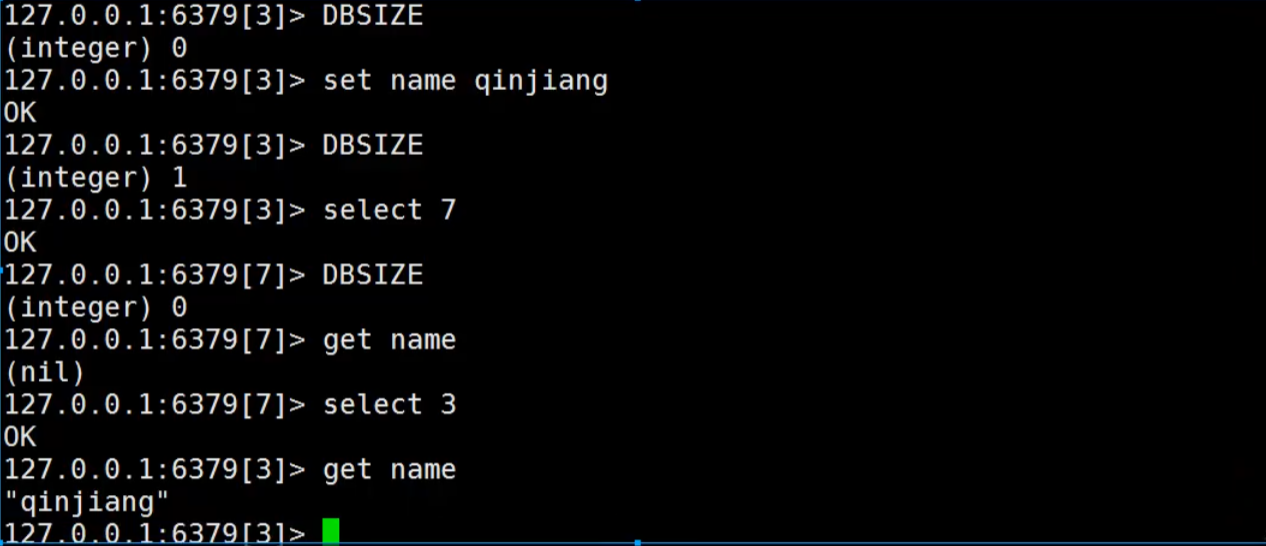 127.0.0.1:6379[3]> DBSIZE
(integer) 0
127.0.0.1:6379[3]> set name qinjiang
OK
127.0.0.1:6379[3]> DBSIZE
(integer) 1
127.0.0.1:6379[3]> select 7
OK
127.0.0.1:6379[7]> DBSIZE
(integer) 0
127.0.0.1:6379[7]> get name
(nil)
127.0.0.1:6379[7]> select 3
OK
127.0.0.1:6379[3]> get name
"qinjiang"
127.0.0.1:6379[3]>